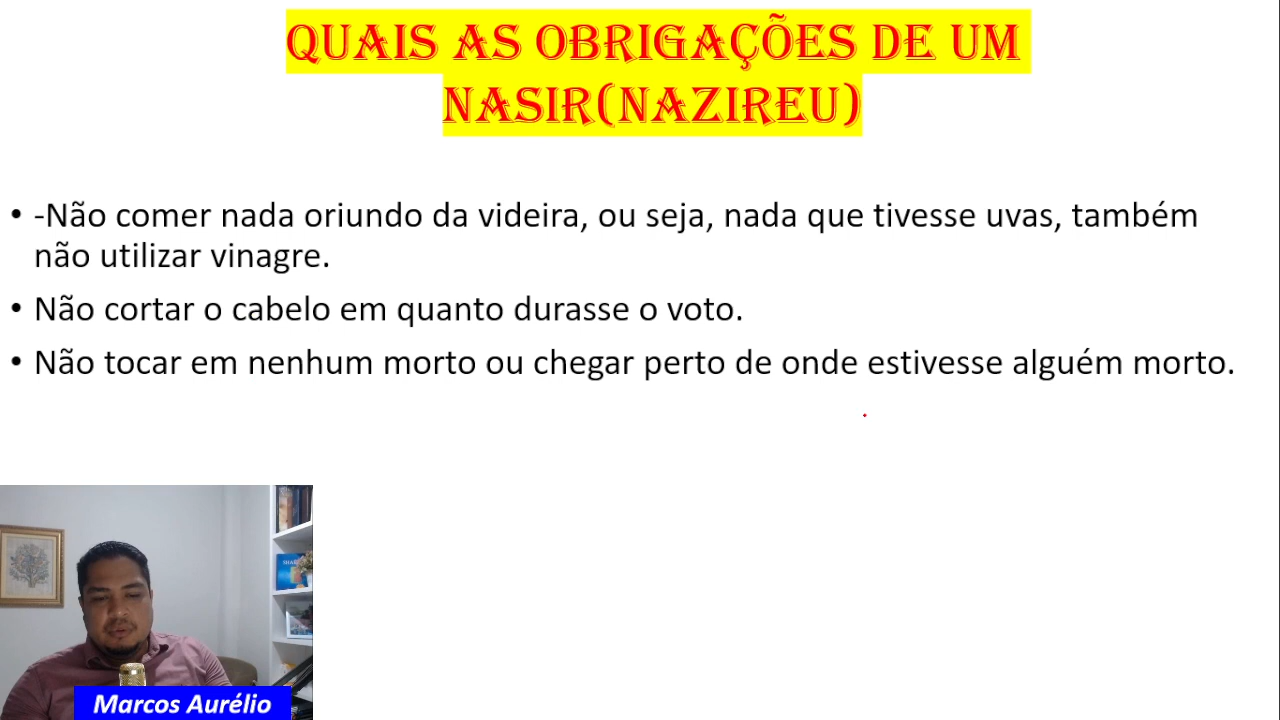 QUAIS AS OBRIGAÇÕES DE UM
NASIR(NAZIREU)
• -Não comer nada oriundo da videira, ou seja, nada que tivesse uvas, também
não utilizar vinagre.
• Não cortar o cabelo em quanto durasse o voto.
• Não tocar em nenhum morto ou chegar perto de onde estivesse alguém morto.
Marcos Aurélio